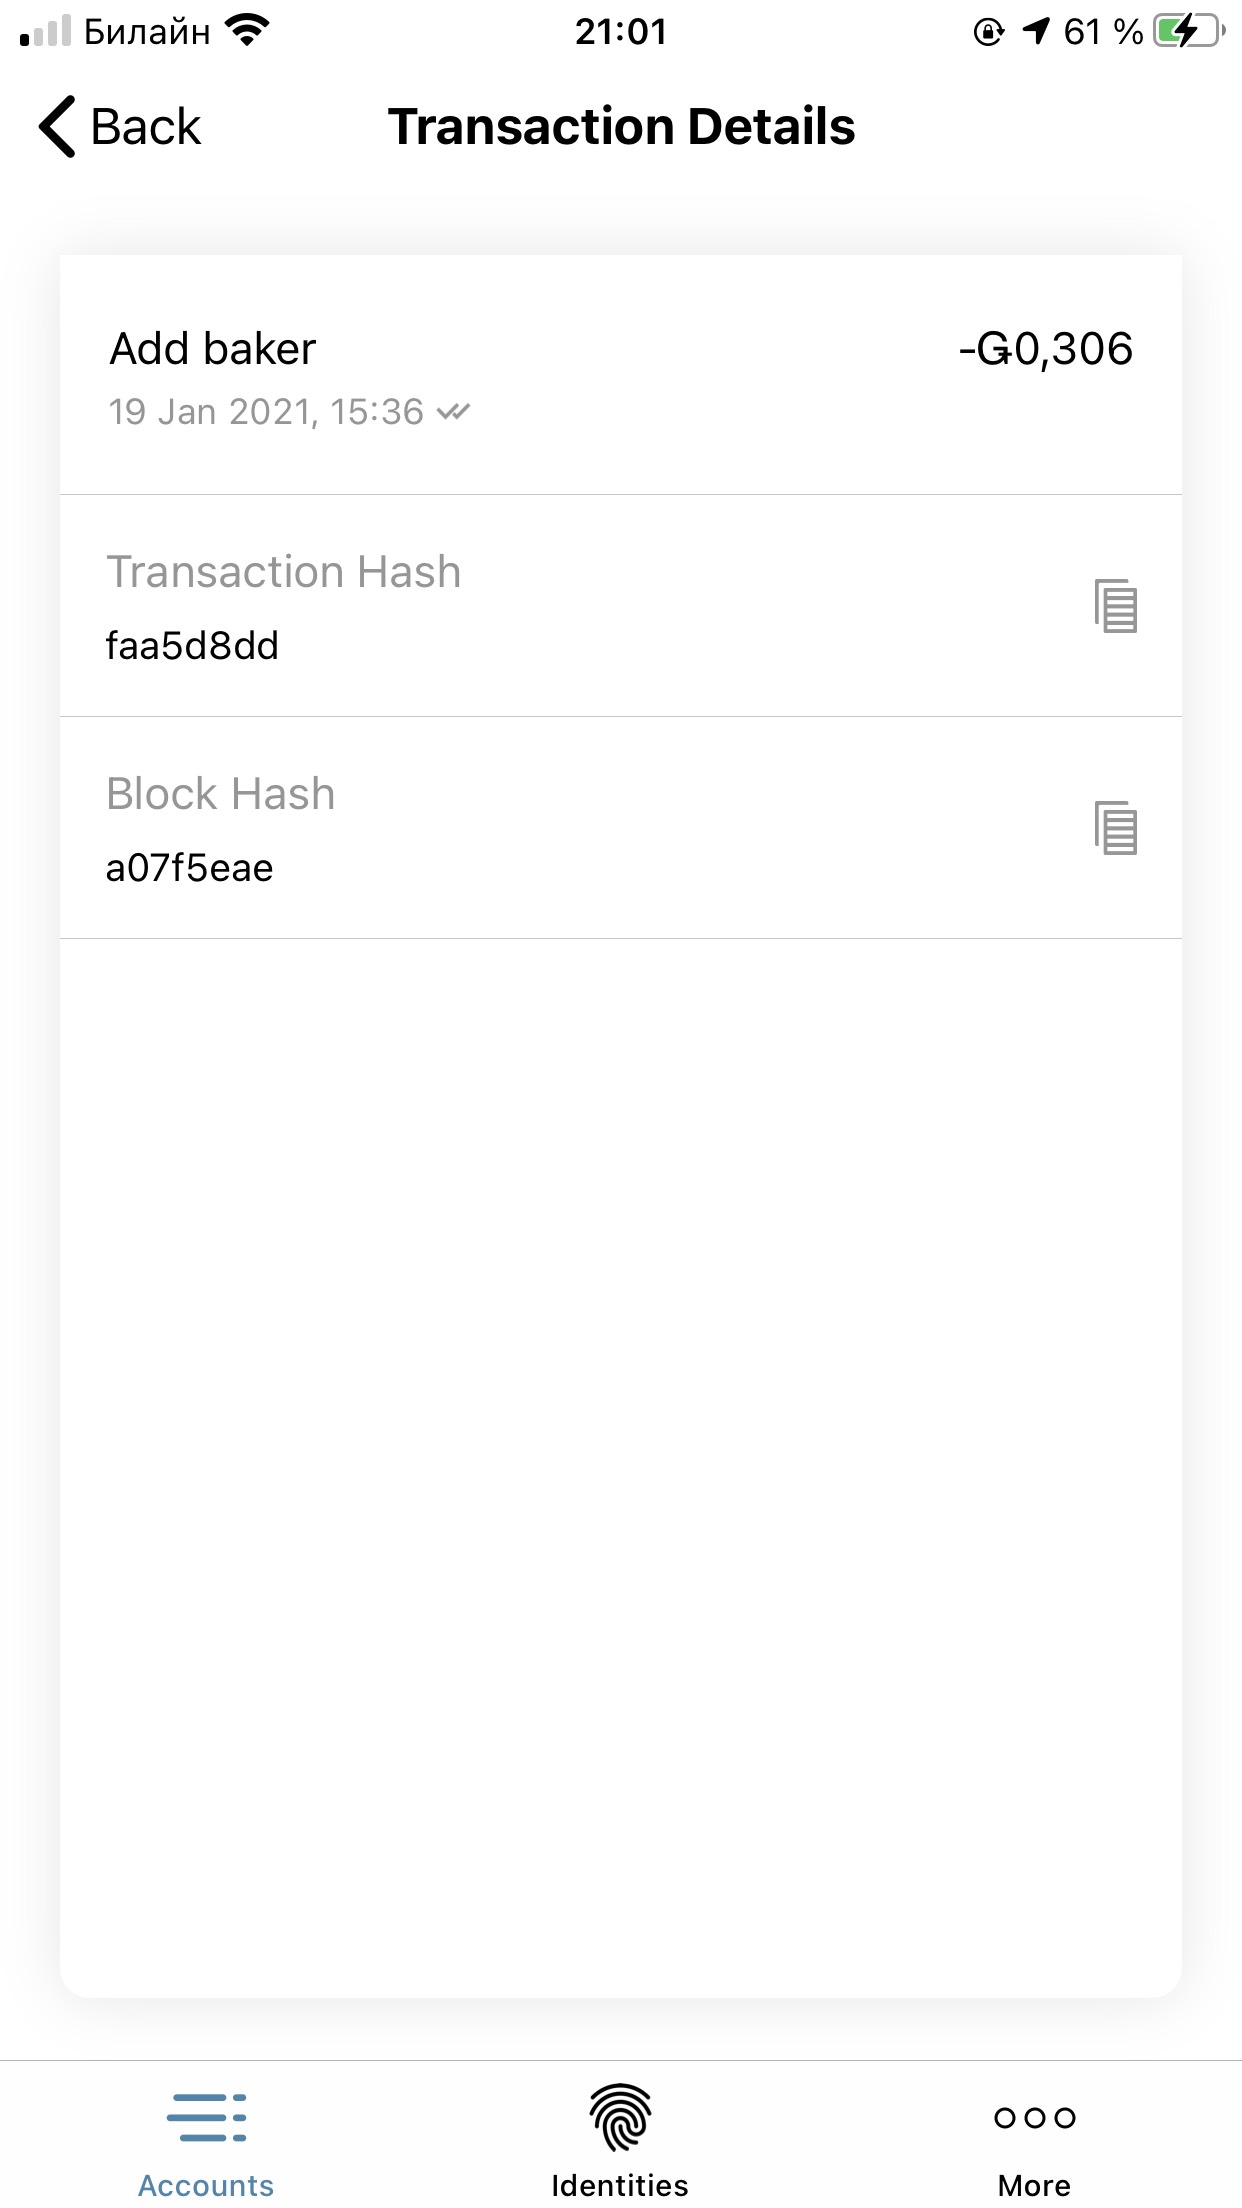 Билайн 21:01 61 %
Back Transaction Details
Add baker -Ǥ0,306
19 Jan 2021, 15:36
Transaction Hash
faa5d8dd
Block Hash
a07f5eae
Accounts Identities More